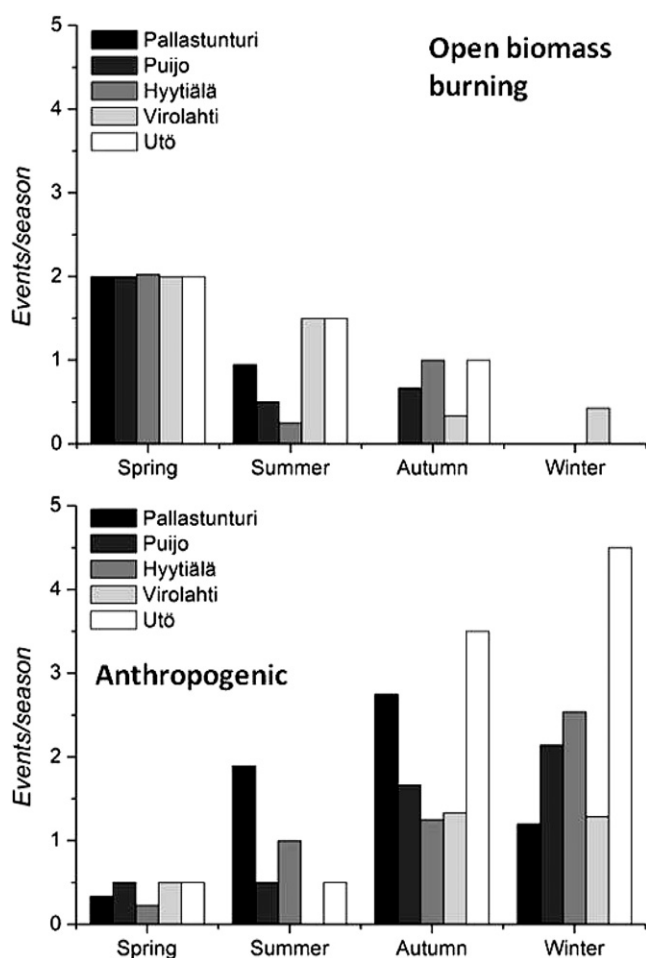 5
4
3
2
1
0
Events/season
Pallastunturi
Puijo
Hyytiälä
Virolahti
Utö
Open biomass
burning
Spring Summer Autumn Winter
5
4
3
2
1
0
Events/season
Pallastunturi
Puijo
Hyytiälä
Virolahti
Utö
Anthropogenic
Spring Summer Autumn Winter